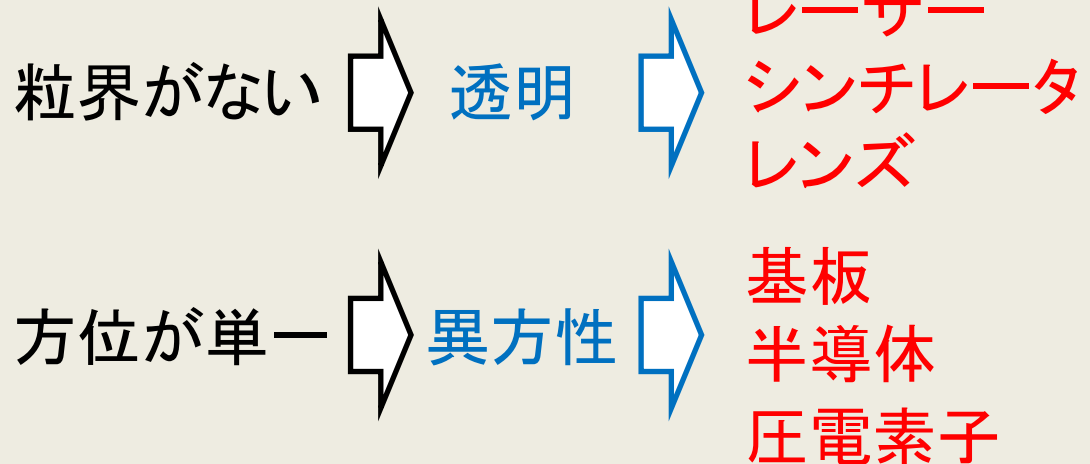 粒界がない
透明
レーザー
シンチレータ
レンズ
方位が単一
異方性
基板
半導体
圧電素子